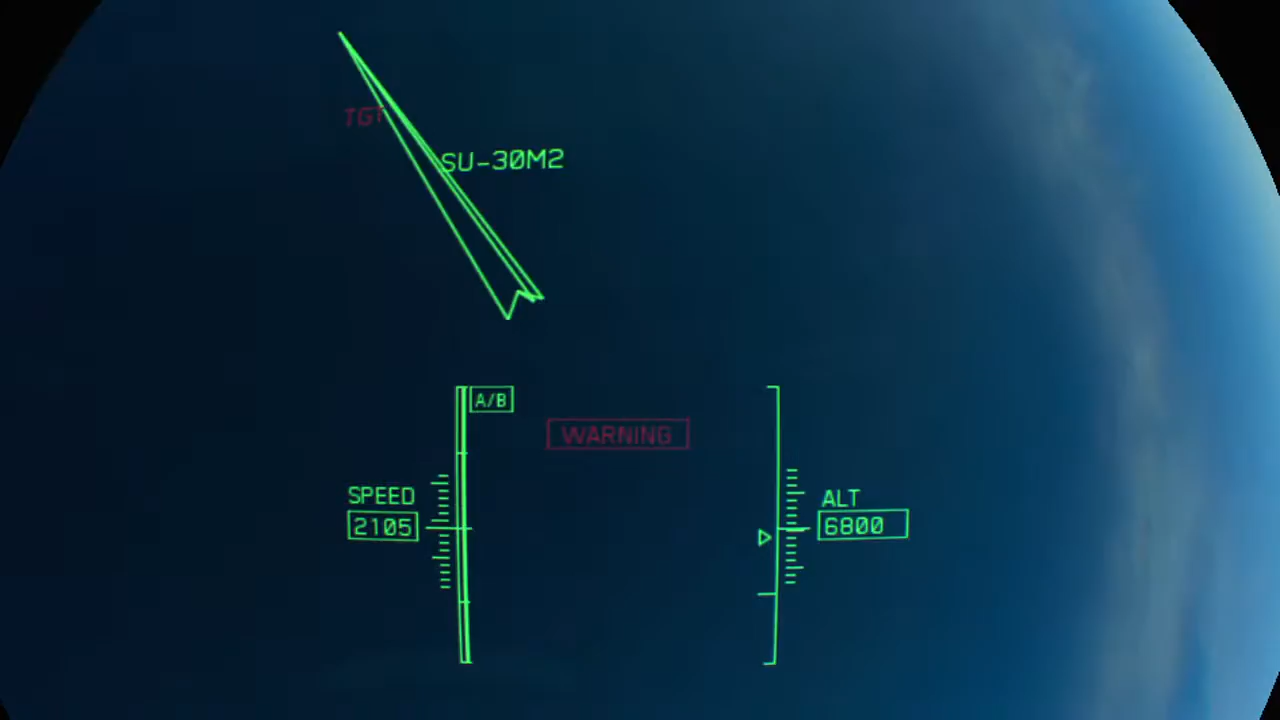 TGT
SU-30M2
A/B
WARNING
SPEED
2105
ALT
6800